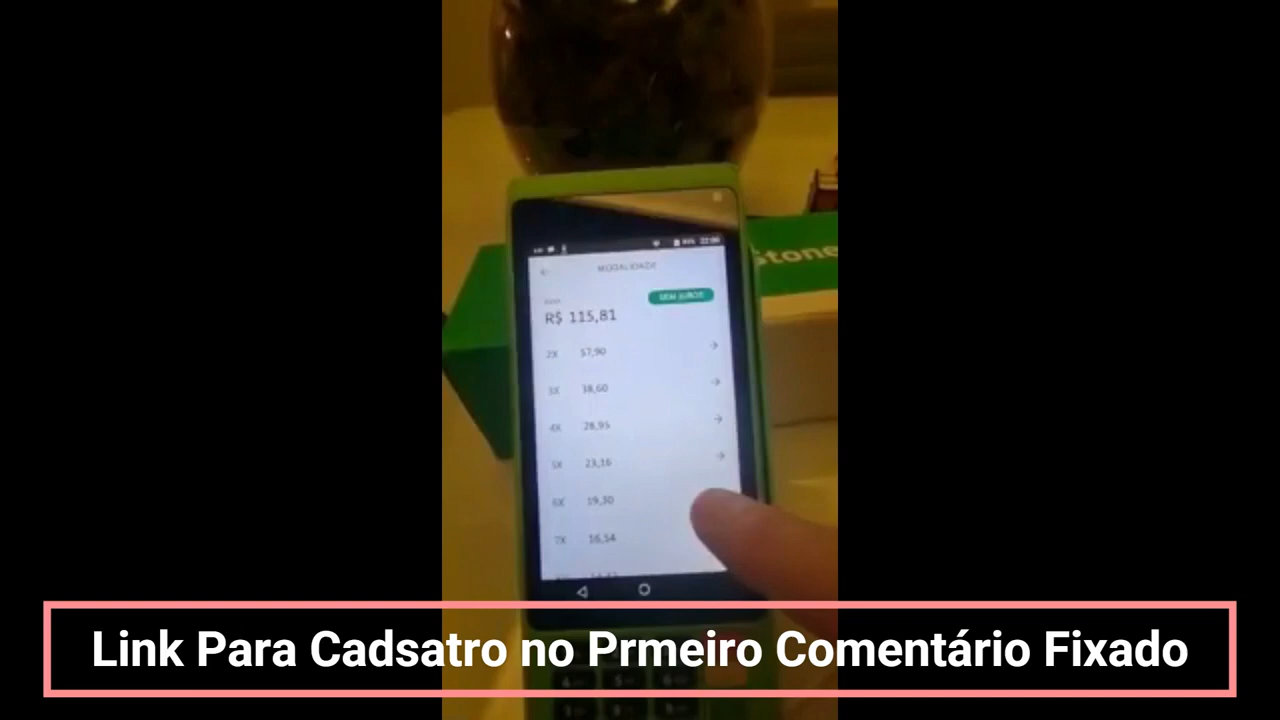 Stone
MODALIDADE
SEM JUROS
R$ 115,81
2X 57,90
3X 38,60
4X 28,95
5X 23,16
6X 19,30
7X 16,54
Link Para Cadsatro no Prmeiro Comentário Fixado